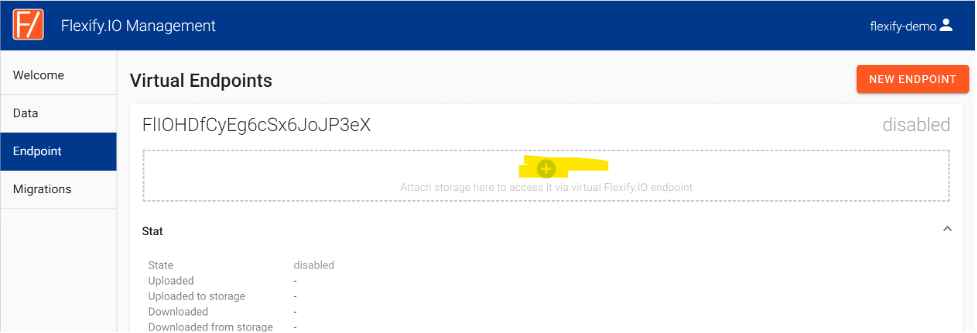 F/ Flexify.IO Management
flexify-demo
Welcome
Data
Endpoint
Migrations
Virtual Endpoints
NEW ENDPOINT
FlIOHDfCyEg6cSx6JoJP3eX
disabled
+
Attach storage here to access it via virtual Flexify.IO endpoint
Stat
State disabled
Uploaded -
Uploaded to storage -
Downloaded -
Downloaded from storage -